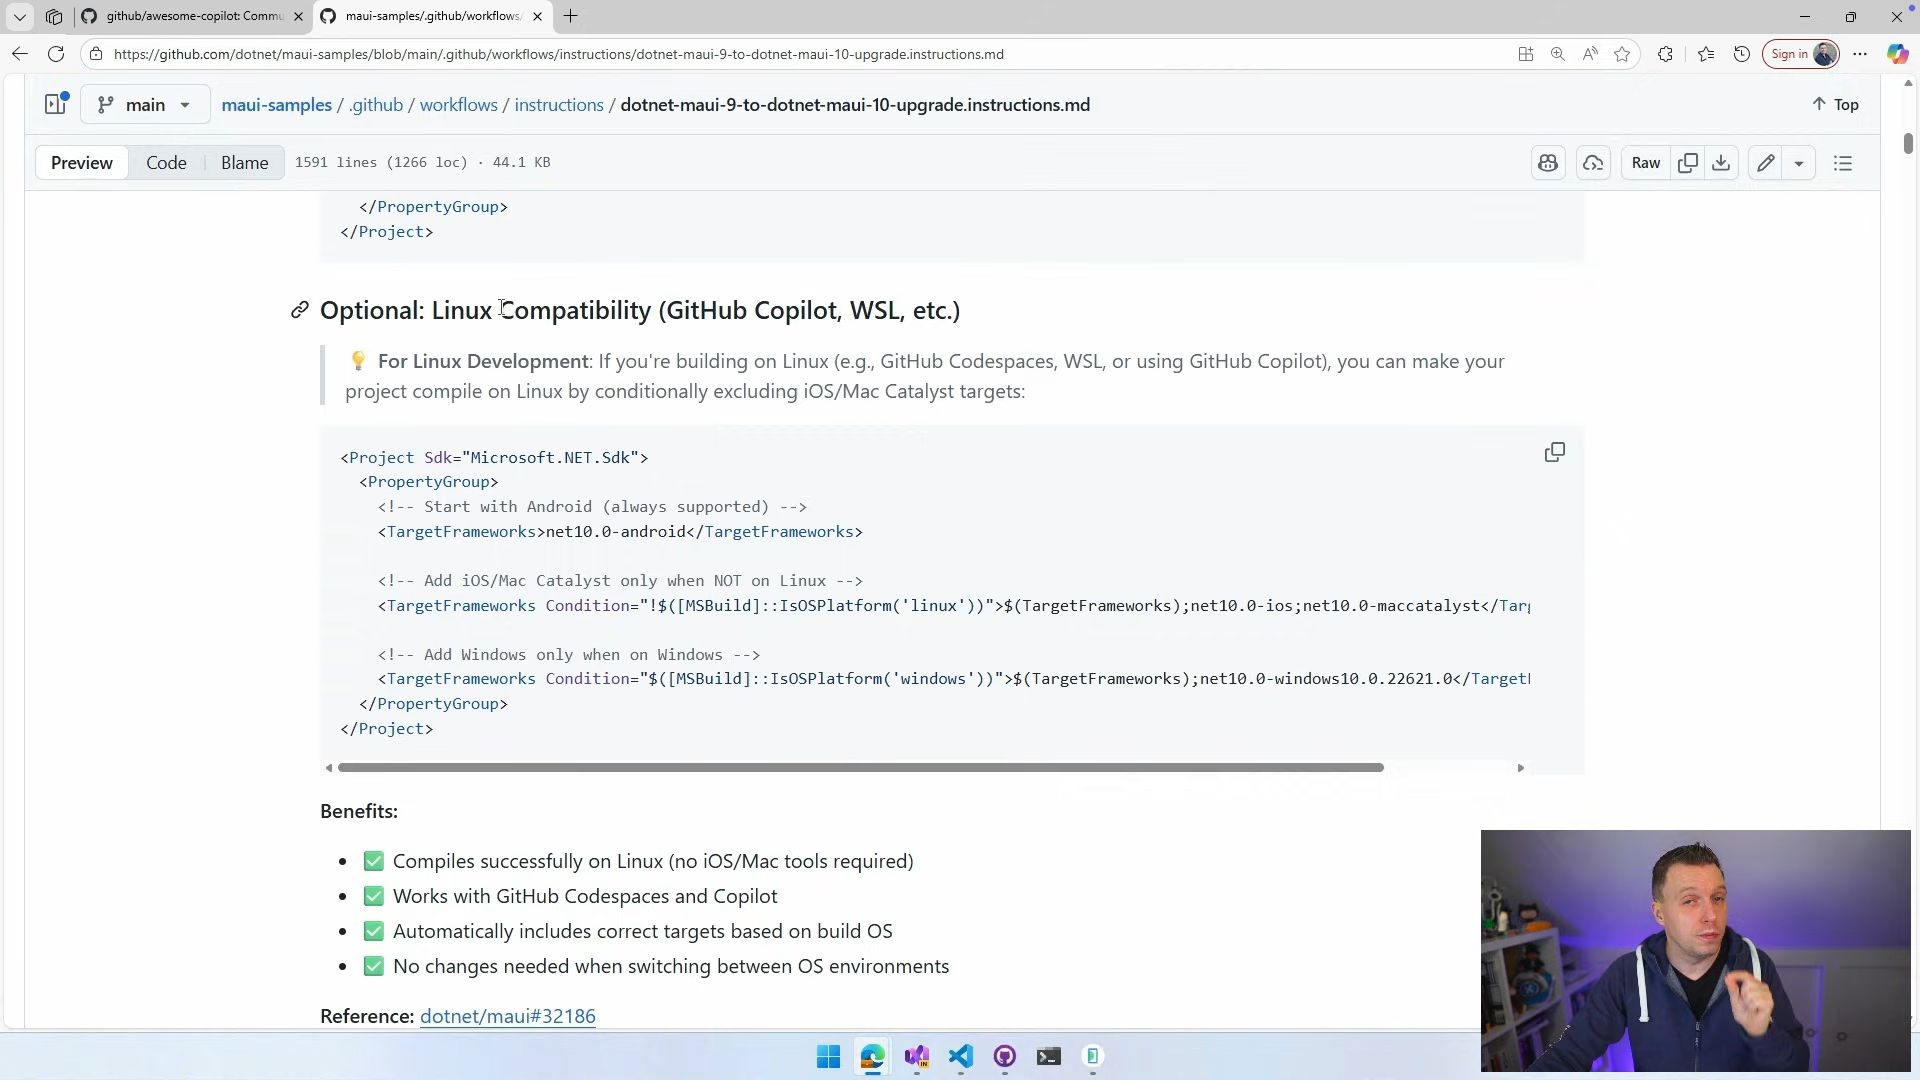 github/awesome-copilot: Commu
maui-samples/.github/workflows/
https://github.com/dotnet/maui-samples/blob/main/.github/workflows/instructions/dotnet-maui-9-to-dotnet-maui-10-upgrade.instructions.md
Sign in
main
maui-samples / .github / workflows / instructions / dotnet-maui-9-to-dotnet-maui-10-upgrade.instructions.md
Top
Preview Code Blame 1591 lines (1266 loc) · 44.1 KB
Raw
</PropertyGroup>
</Project>
Optional: Linux Compatibility (GitHub Copilot, WSL, etc.)
💡 For Linux Development: If you're building on Linux (e.g., GitHub Codespaces, WSL, or using GitHub Copilot), you can make your
project compile on Linux by conditionally excluding iOS/Mac Catalyst targets:
<Project Sdk="Microsoft.NET.Sdk">
<PropertyGroup>
<!-- Start with Android (always supported) -->
<TargetFrameworks>net10.0-android</TargetFrameworks>
<!-- Add iOS/Mac Catalyst only when NOT on Linux -->
<TargetFrameworks Condition="!$([MSBuild]::IsOSPlatform('linux'))">$(TargetFrameworks);net10.0-ios;net10.0-maccatalyst</Targ
<!-- Add Windows only when on Windows -->
<TargetFrameworks Condition="$([MSBuild]::IsOSPlatform('windows'))">$(TargetFrameworks);net10.0-windows10.0.22621.0</Target
</PropertyGroup>
</Project>
Benefits:
• ✅ Compiles successfully on Linux (no iOS/Mac tools required)
• ✅ Works with GitHub Codespaces and Copilot
• ✅ Automatically includes correct targets based on build OS
• ✅ No changes needed when switching between OS environments
Reference: dotnet/maui#32186